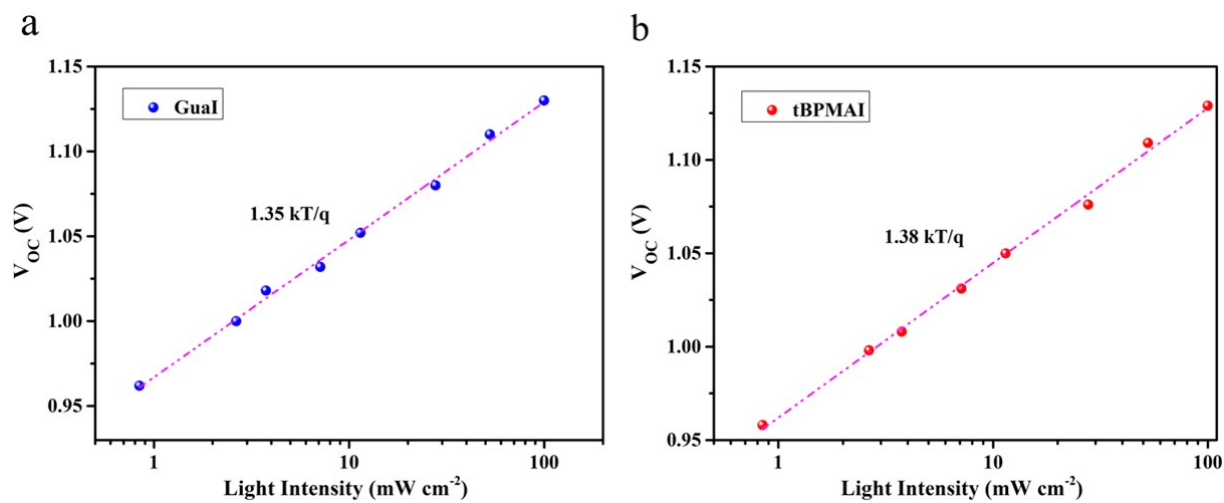 a
1.15
1.10
1.05
1.00
0.95
V_OC (V)
GuaI
1.35 kT/q
1 10 100
Light Intensity (mW cm⁻²)
b
1.15
1.10
1.05
1.00
0.95
V_OC (V)
tBPMAI
1.38 kT/q
1 10 100
Light Intensity (mW cm⁻²)